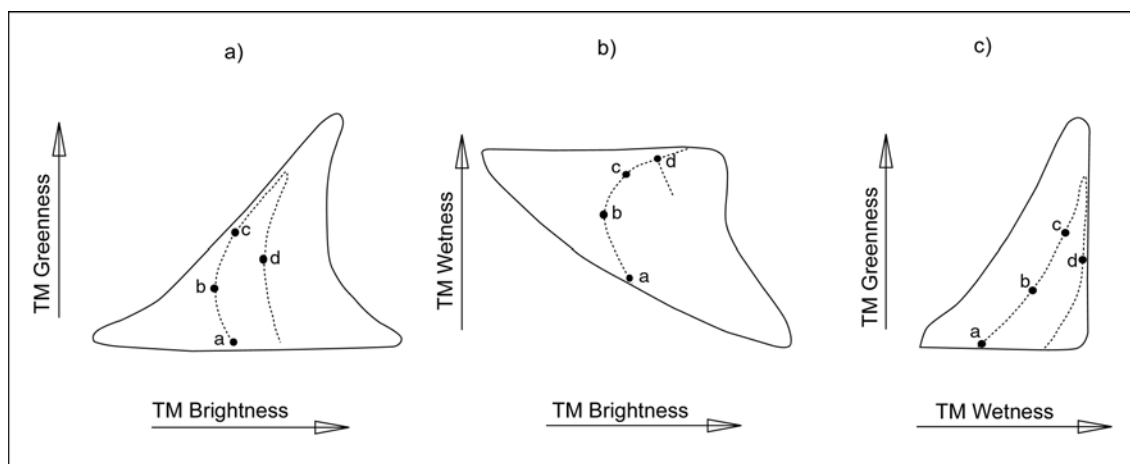 a)
TM Greenness
c
b
d
a
TM Brightness
b)
TM Wetness
d
c
b
a
TM Brightness
c)
TM Greenness
c
d
b
a
TM Wetness